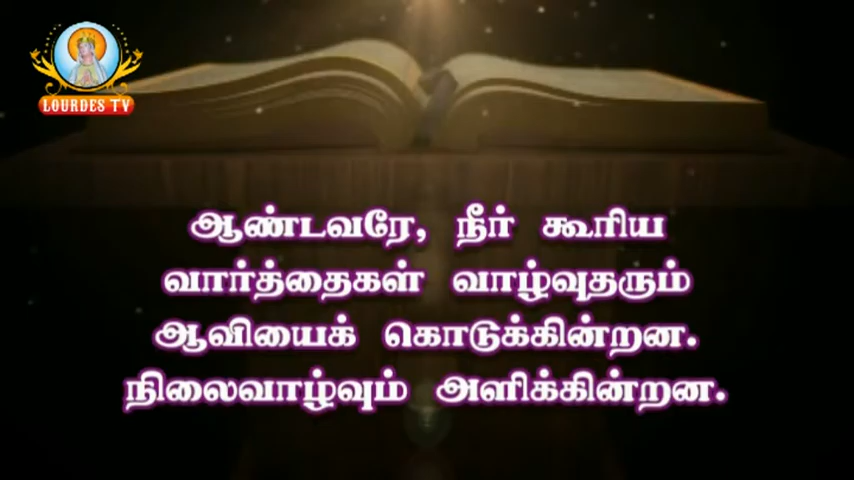 LOURDES TV
ஆண்டவரே, நீர் கூரிய
வார்த்தைகள் வாழ்வுதரும்
ஆவியைக் கொடுக்கின்றன.
நிலைவாழ்வும் அளிக்கின்றன.